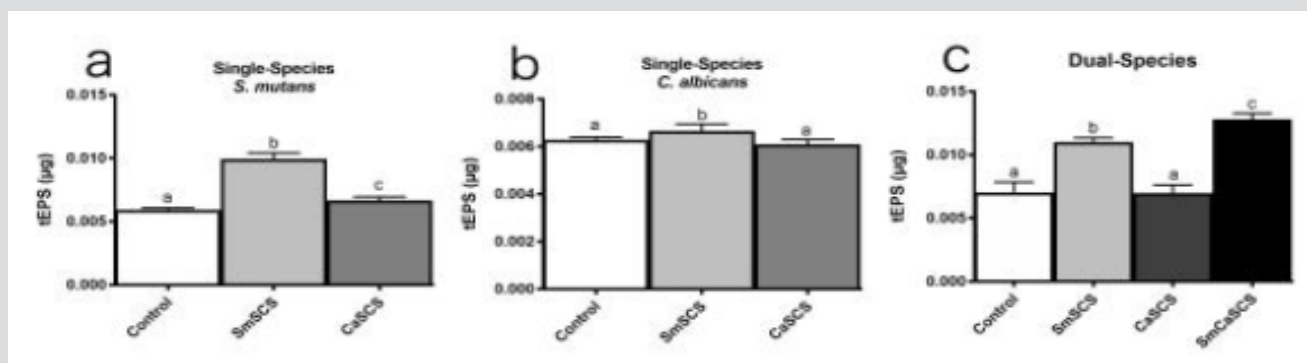 a
Single-Species
S. mutans
0.015
0.010
0.005
0.000
tEPS (µg)
a
b
c
Control
SmSCS
CaSCS
b
Single-Species
C. albicans
0.008
0.006
0.004
0.002
0.000
tEPS (µg)
a
b
a
Control
SmSCS
CaSCS
c
Dual-Species
0.015
0.010
0.005
0.000
tEPS (µg)
a
b
a
c
Control
SmSCS
CaSCS
SmCaSCS